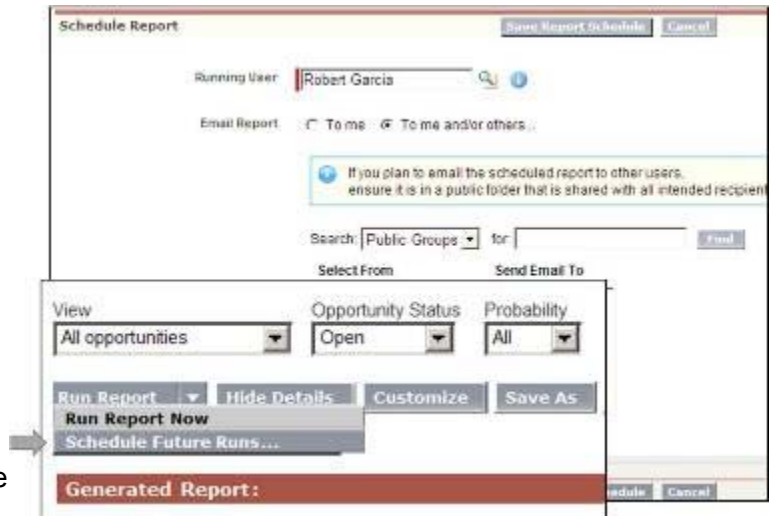 Schedule Report
Save Report Schedule Cancel
Running User Robert Garcia
Email Report To me To me and/or others...
If you plan to email the scheduled report to other users,
ensure it is in a public folder that is shared with all intended recipient
Search: Public Groups for Find
Select From Send Email To
View Opportunity Status Probability
All opportunities Open All
Run Report Hide Details Customize Save As
Run Report Now
Schedule Future Runs...
e
Generated Report:
edule Cancel